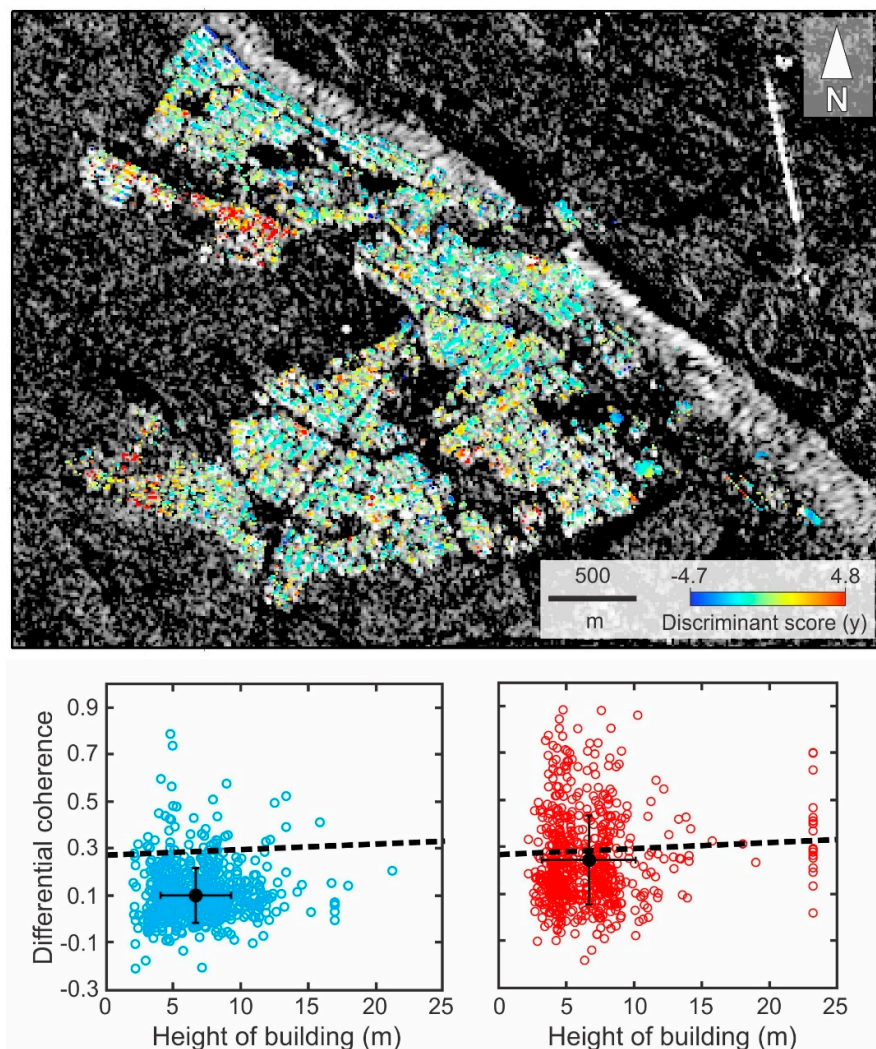 N
500 -4.7 4.8
m Discriminant score (y)
0.9
0.7
0.5
0.3
0.1
-0.1
-0.3
Differential coherence
0 5 10 15 20 25
0 5 10 15 20 25
Height of building (m) Height of building (m)